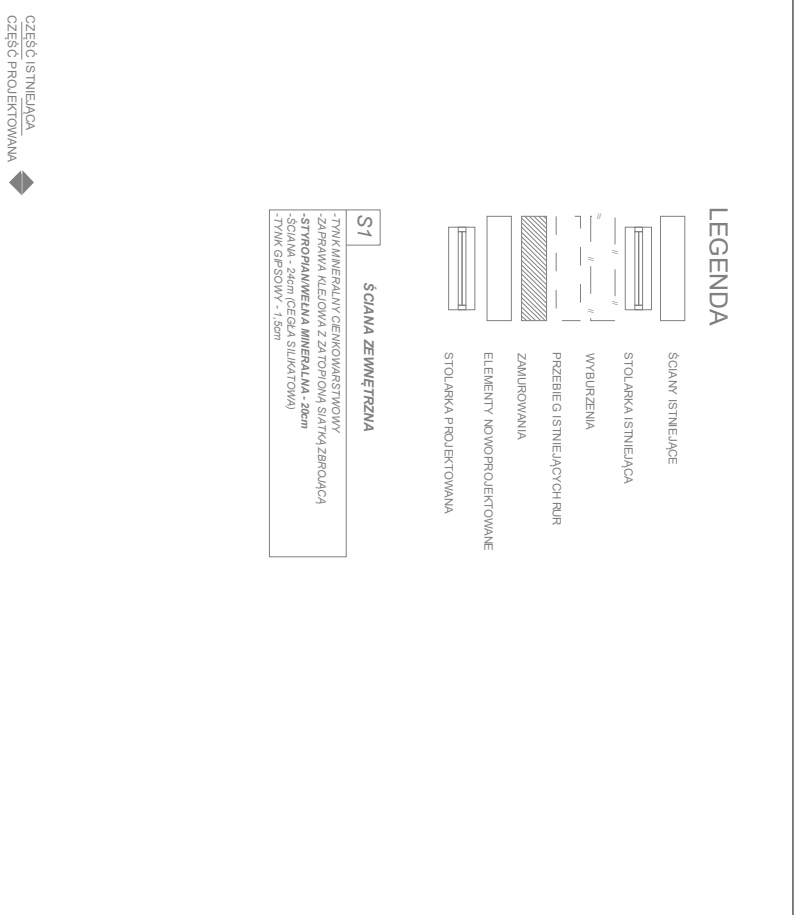 LEGENDA
ŚCIANY ISTNIEJĄCE
STOLARKA ISTNIEJĄCA
WYBURZENIA
PRZEBIEG ISTNIEJĄCYCH RUR
ZAMUROWANIA
ELEMENTY NOWOPROJEKTOWANE
STOLARKA PROJEKTOWANA
S1 ŚCIANA ZEWNĘTRZNA
-TYNK MINERALNY CIENKOWARSTWOWY
-ZAPRAWA KLEJOWA Z ZATOPIONĄ SIATKĄ ZBROJĄCĄ
-STYROPIAN/WEŁNA MINERALNA - 20cm
-ŚCIANA - 24cm (CEGŁA SILIKATOWA)
-TYNK GIPSOWY - 1,5cm
CZĘŚĆ ISTNIEJĄCA
CZĘŚĆ PROJEKTOWANA